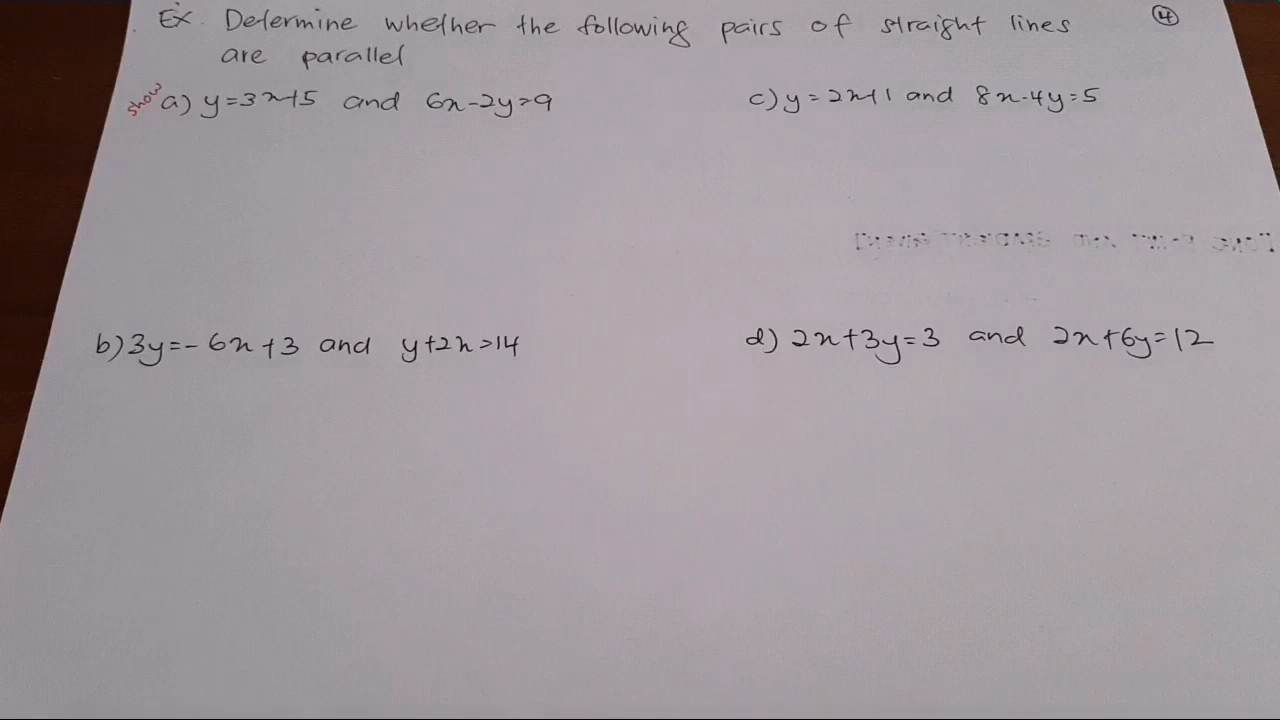 Ex. Determine whether the following pairs of straight lines
④
are parallel
show a) y=3x+5 and 6x-2y=9
c) y=2x+1 and 8x-4y=5
b) 3y=-6x+3 and y+2x=14
d) 2x+3y=3 and 2x+6y=12